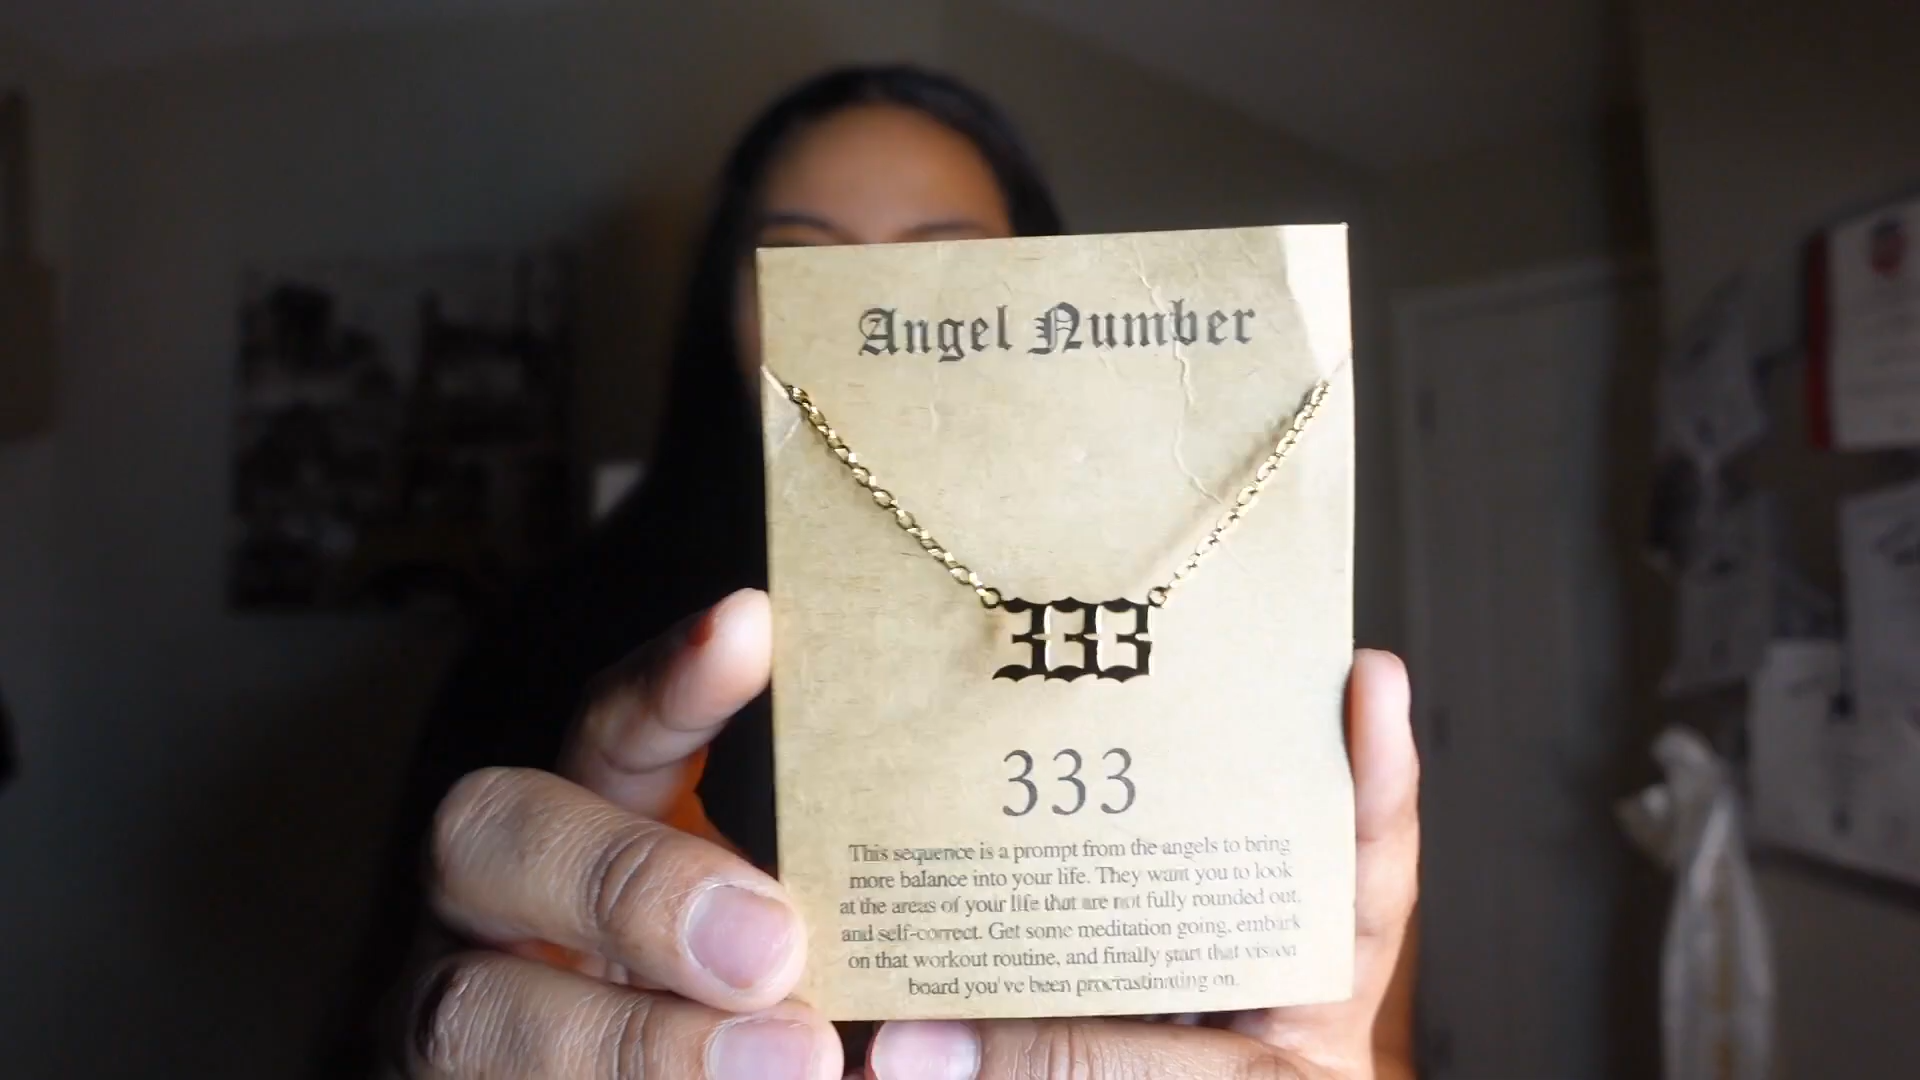 Angel Number
333
333
This sequence is a prompt from the angels to bring
more balance into your life. They want you to look
at the areas of your life that are not fully rounded out,
and self-correct. Get some meditation going, embark
on that workout routine, and finally start that vision
board you've been procrastinating on.